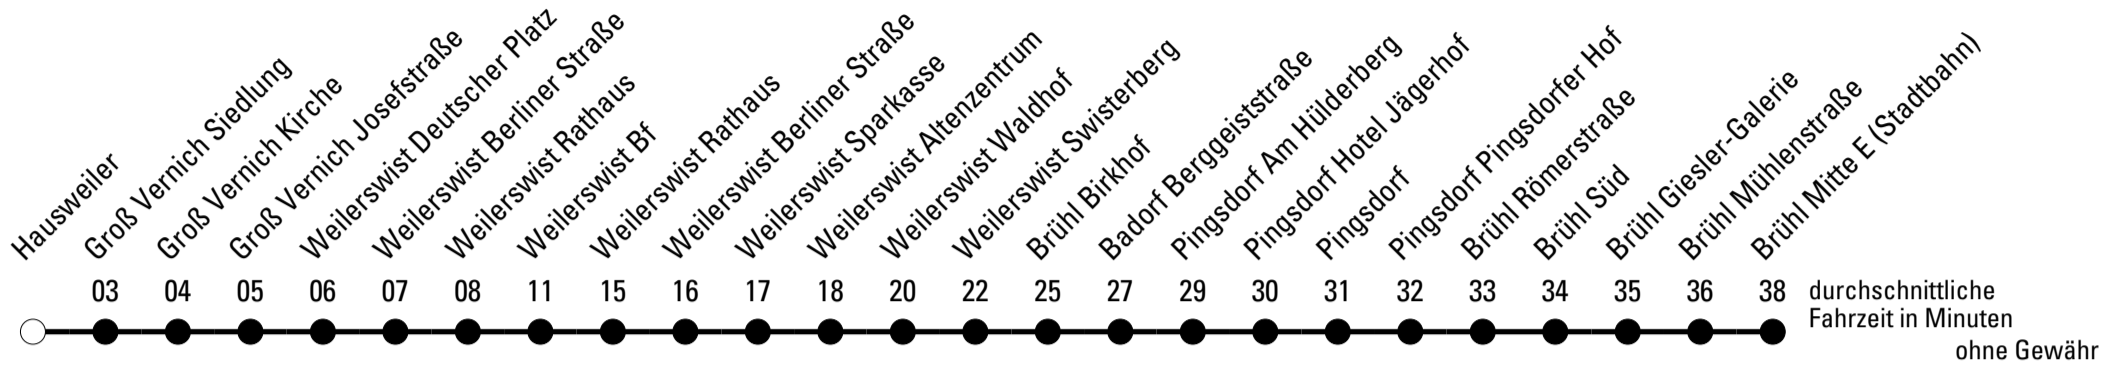 Hausweiler
Groß Vernich Siedlung
Groß Vernich Kirche
Groß Vernich Josefstraße
Weilerswist Deutscher Platz
Weilerswist Berliner Straße
Weilerswist Rathaus
Weilerswist Bf
Weilerswist Rathaus
Weilerswist Berliner Straße
Weilerswist Sparkasse
Weilerswist Altenzentrum
Weilerswist Waldhof
Weilerswist Swisterberg
Brühl Birkhof
Badorf Berggeiststraße
Pingsdorf Am Hülderberg
Pingsdorf Hotel Jägerhof
Pingsdorf
Pingsdorf Pingsdorfer Hof
Brühl Römerstraße
Brühl Süd
Brühl Giesler-Galerie
Brühl Mühlenstraße
Brühl Mitte E (Stadtbahn)
03 04 05 06 07 08 11 15 16 17 18 20 22 25 27 29 30 31 32 33 34 35 36 38 durchschnittliche
Fahrzeit in Minuten
ohne Gewähr